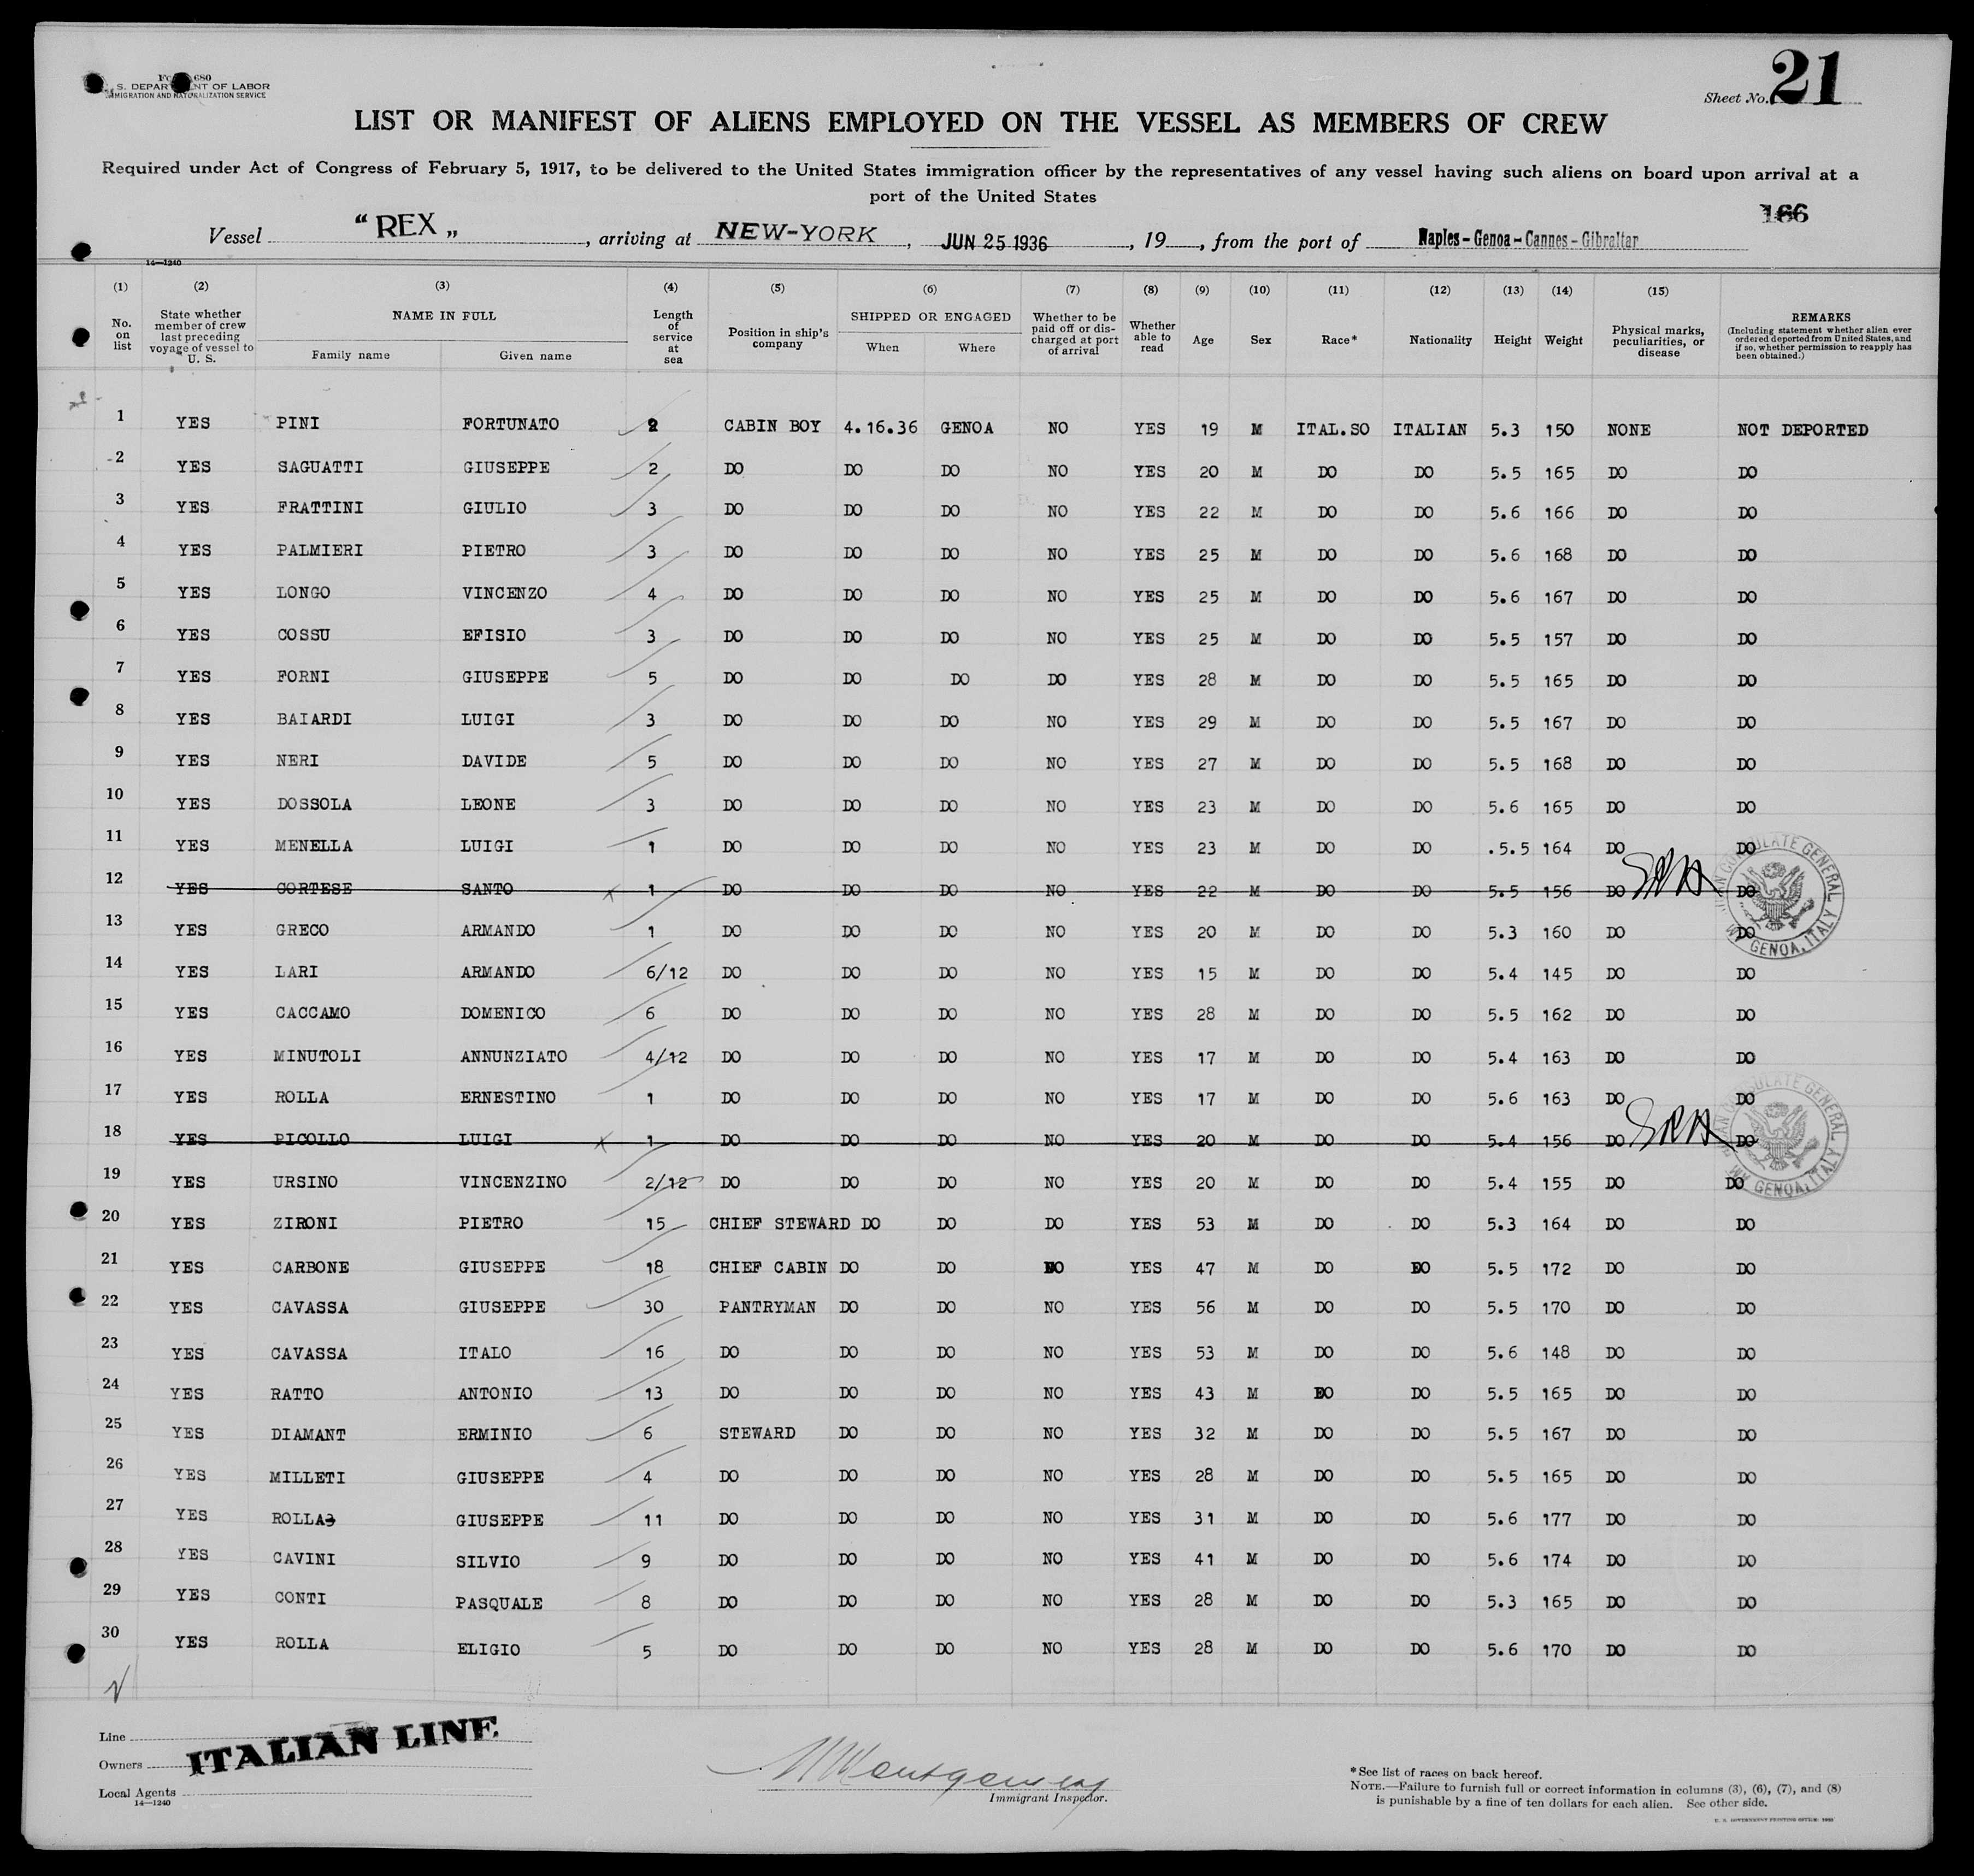 S. DEPAR NT OF LABOR
MIGRATION AND NATURALIZATION SERVICE
Sheet No. 21
LIST OR MANIFEST OF ALIENS EMPLOYED ON THE VESSEL AS MEMBERS OF CREW
Required under Act of Congress of February 5, 1917, to be delivered to the United States immigration officer by the representatives of any vessel having such aliens on board upon arrival at a
port of the United States
166
Vessel "REX", arriving at NEW-YORK, JUN 25 1936, 19, from the port of Naples-Genoa-Cannes-Gibraltar
14—1240
(1) (2) (3) (4) (5) (6) (7) (8) (9) (10) (11) (12) (13) (14) (15)
No. on list
State whether member of crew last preceding voyage of vessel to U. S.
NAME IN FULL
Family name Given name
Length of service at sea
Position in ship's company
SHIPPED OR ENGAGED
When Where
Whether to be paid off or discharged at port of arrival
Whether able to read
Age
Sex
Race*
Nationality
Height
Weight
Physical marks, peculiarities, or disease
REMARKS
(Including statement whether alien ever ordered deported from United States, and if so, whether permission to reapply has been obtained.)
1 YES PINI FORTUNATO 2 CABIN BOY 4.16.36 GENOA NO YES 19 M ITAL.SO ITALIAN 5.3 150 NONE NOT DEPORTED
2 YES SAGUATTI GIUSEPPE 2 DO DO DO NO YES 20 M DO DO 5.5 165 DO DO
3 YES FRATTINI GIULIO 3 DO DO DO NO YES 22 M DO DO 5.6 166 DO DO
4 YES PALMIERI PIETRO 3 DO DO DO NO YES 25 M DO DO 5.6 168 DO DO
5 YES LONGO VINCENZO 4 DO DO DO NO YES 25 M DO DO 5.6 167 DO DO
6 YES COSSU EFISIO 3 DO DO DO NO YES 25 M DO DO 5.5 157 DO DO
7 YES FORNI GIUSEPPE 5 DO DO DO DO YES 28 M DO DO 5.5 165 DO DO
8 YES BAIARDI LUIGI 3 DO DO DO NO YES 29 M DO DO 5.5 167 DO DO
9 YES NERI DAVIDE 5 DO DO DO NO YES 27 M DO DO 5.5 168 DO DO
10 YES DOSSOLA LEONE 3 DO DO DO NO YES 23 M DO DO 5.6 165 DO DO
11 YES MENELLA LUIGI 1 DO DO DO NO YES 23 M DO DO .5.5 164 DO DO
12 YES CORTESE SANTO 1 DO DO DO NO YES 22 M DO DO 5.5 156 DO DO
13 YES GRECO ARMANDO 1 DO DO DO NO YES 20 M DO DO 5.3 160 DO DO
14 YES LARI ARMANDO 6/12 DO DO DO NO YES 15 M DO DO 5.4 145 DO DO
15 YES CACCAMO DOMENICO 6 DO DO DO NO YES 28 M DO DO 5.5 162 DO DO
16 YES MINUTOLI ANNUNZIATO 4/12 DO DO DO NO YES 17 M DO DO 5.4 163 DO DO
17 YES ROLLA ERNESTINO 1 DO DO DO NO YES 17 M DO DO 5.6 163 DO DO
18 YES PICOLLO LUIGI 1 DO DO DO NO YES 20 M DO DO 5.4 156 DO DO
19 YES URSINO VINCENZINO 2/12 DO DO DO NO YES 20 M DO DO 5.4 155 DO DO
20 YES ZIRONI PIETRO 15 CHIEF STEWARD DO DO DO YES 53 M DO DO 5.3 164 DO DO
21 YES CARBONE GIUSEPPE 18 CHIEF CABIN DO DO NO YES 47 M DO DO 5.5 172 DO DO
22 YES CAVASSA GIUSEPPE 30 PANTRYMAN DO DO NO YES 56 M DO DO 5.5 170 DO DO
23 YES CAVASSA ITALO 16 DO DO DO NO YES 53 M DO DO 5.6 148 DO DO
24 YES RATTO ANTONIO 13 DO DO DO NO YES 43 M DO DO 5.5 165 DO DO
25 YES DIAMANT ERMINIO 6 STEWARD DO DO NO YES 32 M DO DO 5.5 167 DO DO
26 YES MILLETI GIUSEPPE 4 DO DO DO NO YES 28 M DO DO 5.5 165 DO DO
27 YES ROLLA GIUSEPPE 11 DO DO DO NO YES 31 M DO DO 5.6 177 DO DO
28 YES CAVINI SILVIO 9 DO DO DO NO YES 41 M DO DO 5.6 174 DO DO
29 YES CONTI PASQUALE 8 DO DO DO NO YES 28 M DO DO 5.3 165 DO DO
30 YES ROLLA ELIGIO 5 DO DO DO NO YES 28 M DO DO 5.6 170 DO DO
CONSULATE GENERAL GENOA, ITALY
CONSULATE GENERAL GENOA, ITALY
Line
Owners ITALIAN LINE
Local Agents
14—1240
Montgomery
Immigrant Inspector.
*See list of races on back hereof.
NOTE.—Failure to furnish full or correct information in columns (3), (6), (7), and (8)
is punishable by a fine of ten dollars for each alien. See other side.